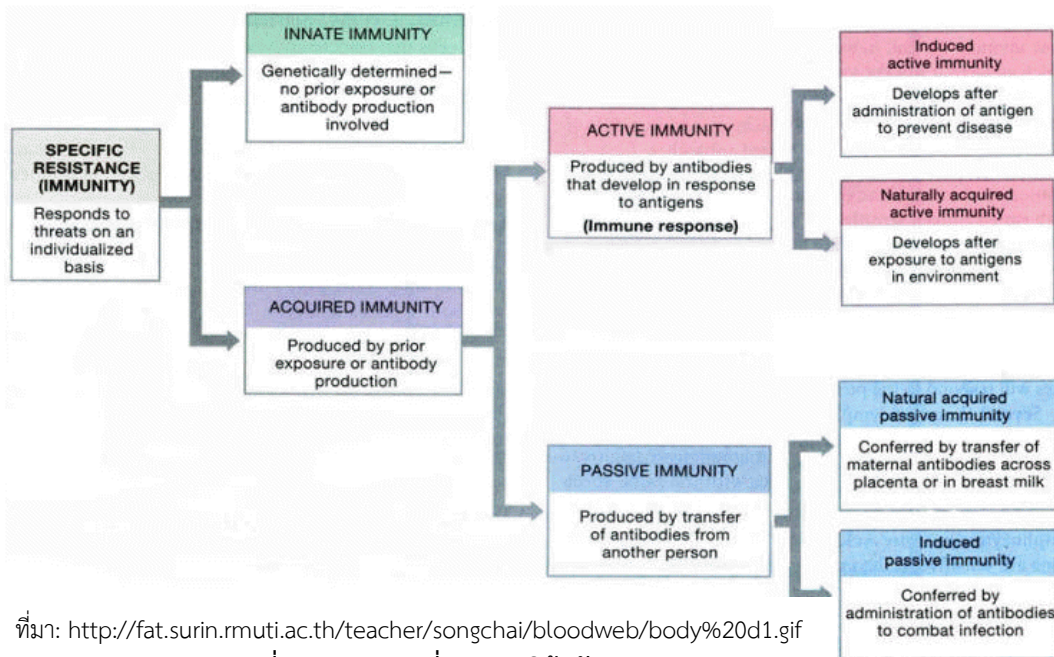 SPECIFIC
RESISTANCE
(IMMUNITY)
Responds to
threats on an
individualized
basis
INNATE IMMUNITY
Genetically determined—
no prior exposure or
antibody production
involved
ACQUIRED IMMUNITY
Produced by prior
exposure or antibody
production
ACTIVE IMMUNITY
Produced by antibodies
that develop in response
to antigens
(Immune response)
PASSIVE IMMUNITY
Produced by transfer
of antibodies from
another person
Induced
active immunity
Develops after
administration of antigen
to prevent disease
Naturally acquired
active immunity
Develops after
exposure to antigens
in environment
Natural acquired
passive immunity
Conferred by transfer of
maternal antibodies across
placenta or in breast milk
Induced
passive immunity
Conferred by
administration of antibodies
to combat infection
ที่มา: http://fat.surin.rmuti.ac.th/teacher/songchai/bloodweb/body%20d1.gif